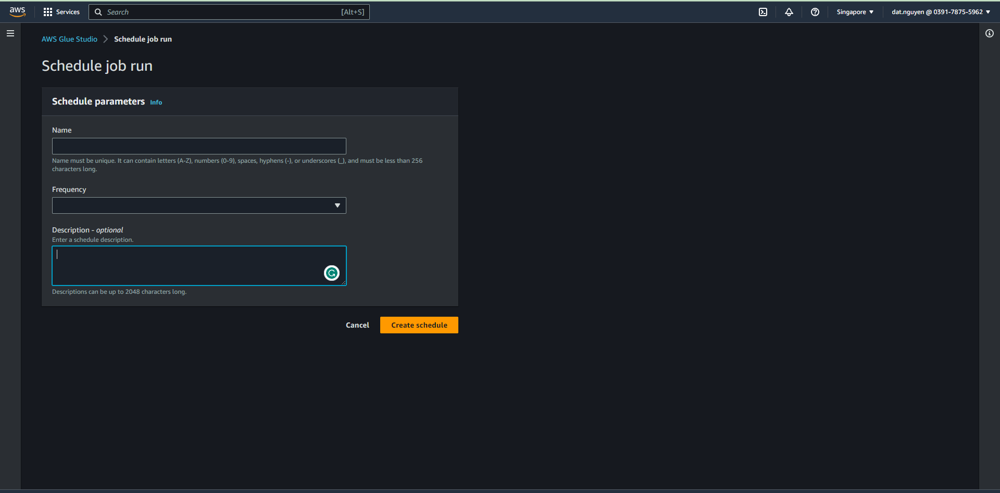 aws
Services
Search [Alt+S]
Singapore
dat.nguyen @ 0391-7875-5962
AWS Glue Studio
Schedule job run
Schedule job run
Schedule parameters Info
Name
Name must be unique. It can contain letters (A-Z), numbers (0-9), spaces, hyphens (-), or underscores (_), and must be less than 256
characters long.
Frequency
Description - optional
Enter a schedule description.
Descriptions can be up to 2048 characters long.
Cancel
Create schedule